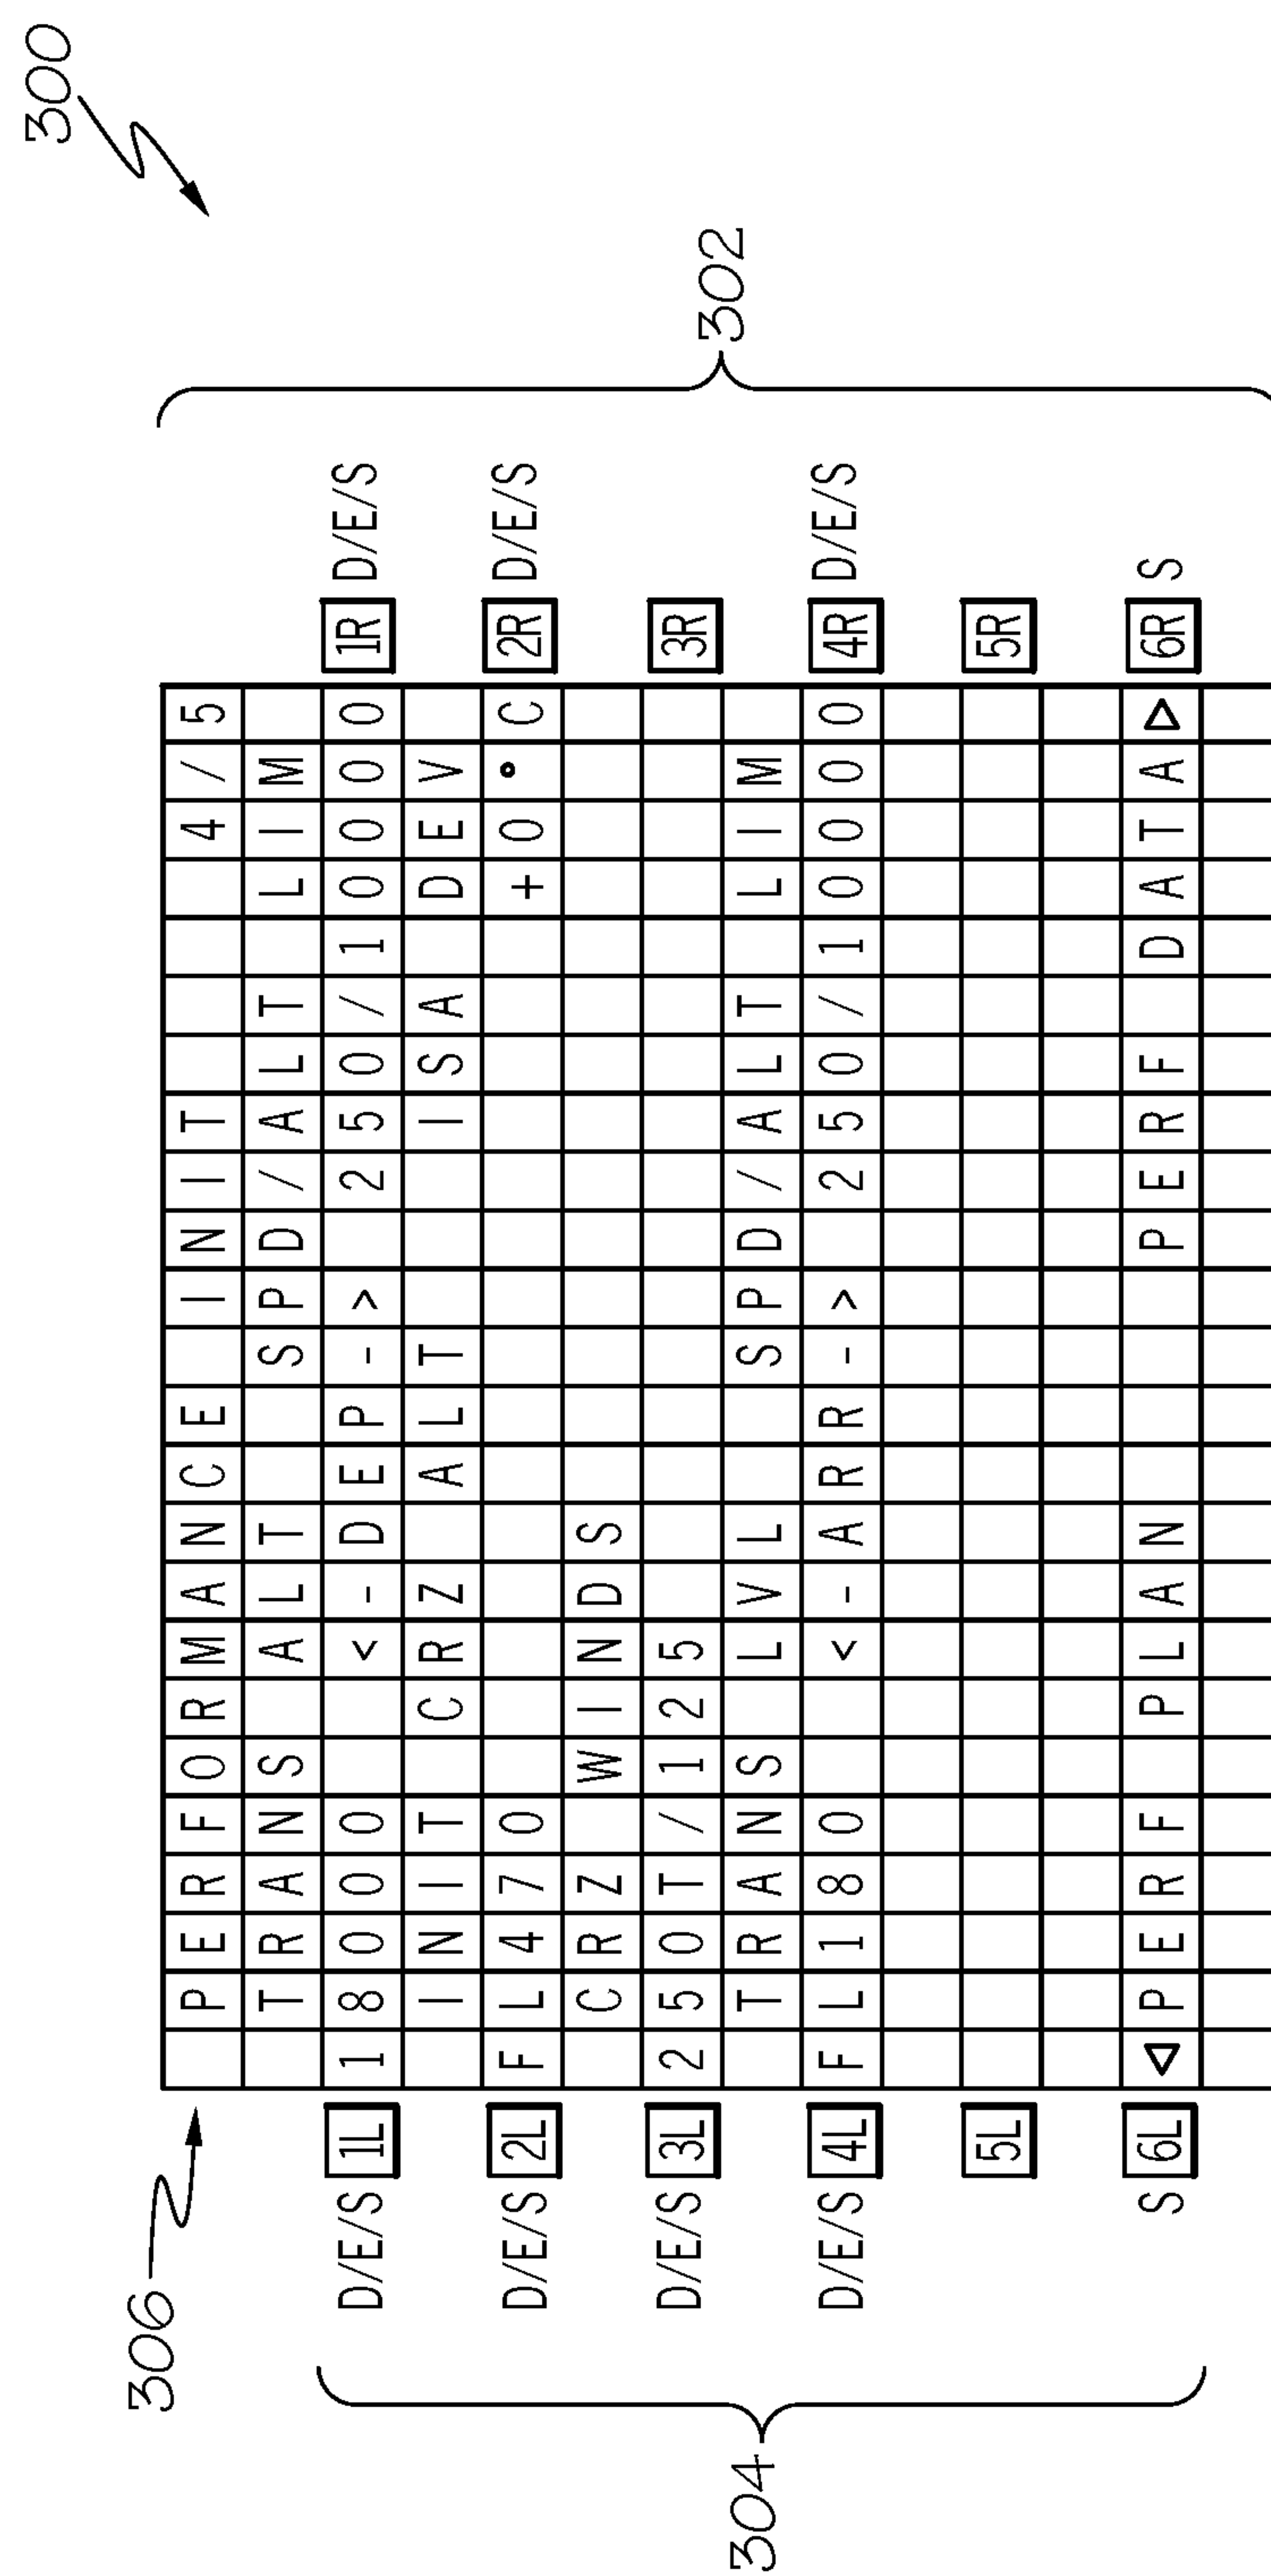 300
302
306
PERFORMANCE INIT 4/5
TRANS ALT SPD/ALT LIM
D/E/S 1L 18000 <-DEP-> 250/10000 1R D/E/S
INIT CRZ ALT ISA DEV
D/E/S 2L FL470 +0°C 2R D/E/S
CRZ WINDS
D/E/S 3L 250T/125 3R
TRANS LVL SPD/ALT LIM
D/E/S 4L FL180 <-ARR-> 250/10000 4R D/E/S
5L 5R
S 6L ◁PERF PLAN PERF DATA▷ 6R S
304